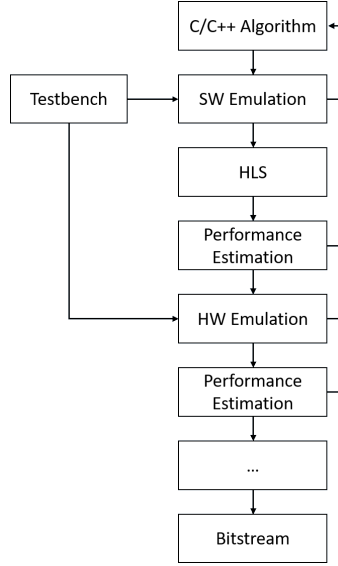 C/C++ Algorithm
Testbench
SW Emulation
HLS
Performance
Estimation
HW Emulation
Performance
Estimation
...
Bitstream